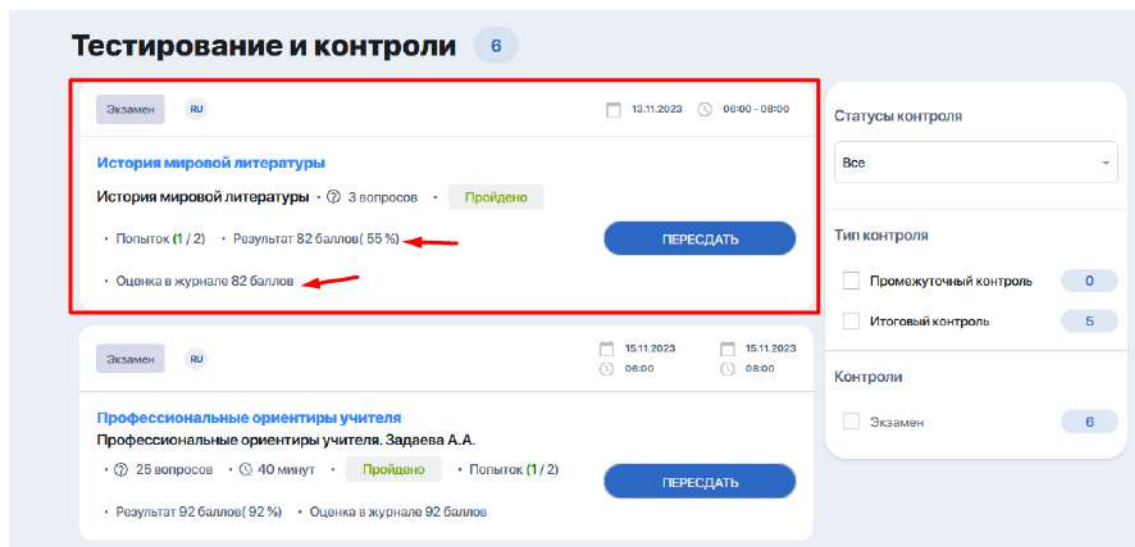 Тестирование и контроли 6
Экзамен RU 13.11.2023 06:00 - 08:00
История мировой литературы
История мировой литературы · 3 вопросов · Пройдено
· Попыток (1 / 2) · Результат 82 баллов( 55 %)
ПЕРЕСДАТЬ
· Оценка в журнале 82 баллов
Экзамен RU
15.11.2023 15.11.2023
06:00 08:00
Профессиональные ориентиры учителя
Профессиональные ориентиры учителя. Задаева А.А.
· 25 вопросов · 40 минут · Пройдено · Попыток (1 / 2)
ПЕРЕСДАТЬ
· Результат 92 баллов( 92 %) · Оценка в журнале 92 баллов
Статусы контроля
Все
Тип контроля
Промежуточный контроль 0
Итоговый контроль 5
Контроли
Экзамен 6